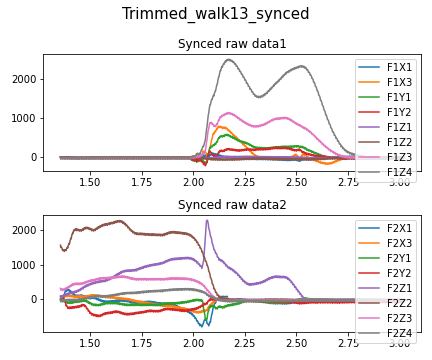 Trimmed_walk13_synced
Synced raw data1
2000
1000
0
F1X1
F1X3
F1Y1
F1Y2
F1Z1
F1Z2
F1Z3
F1Z4
1.50
1.75
2.00
2.25
2.50
2.75
3.00
Synced raw data2
2000
1000
0
F2X1
F2X3
F2Y1
F2Y2
F2Z1
F2Z2
F2Z3
F2Z4
1.50
1.75
2.00
2.25
2.50
2.75
3.00